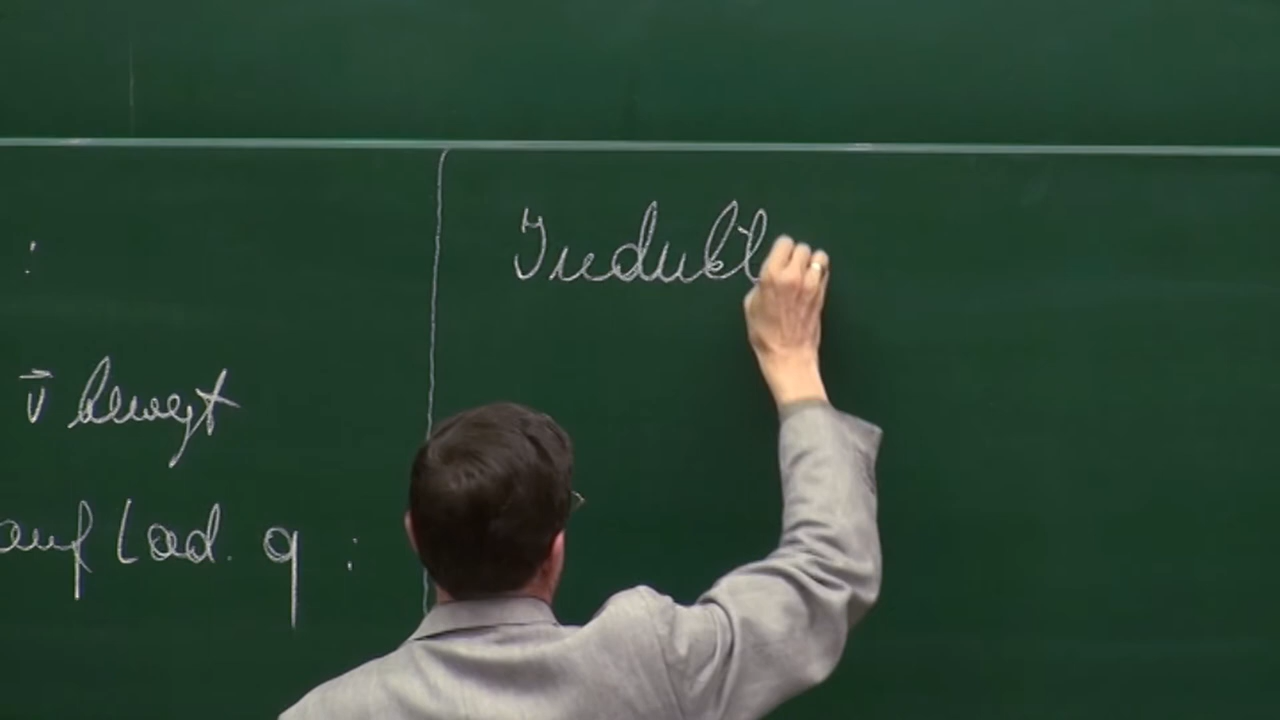 :
v⃗ bewegt
auf Lad. q :
Indukt